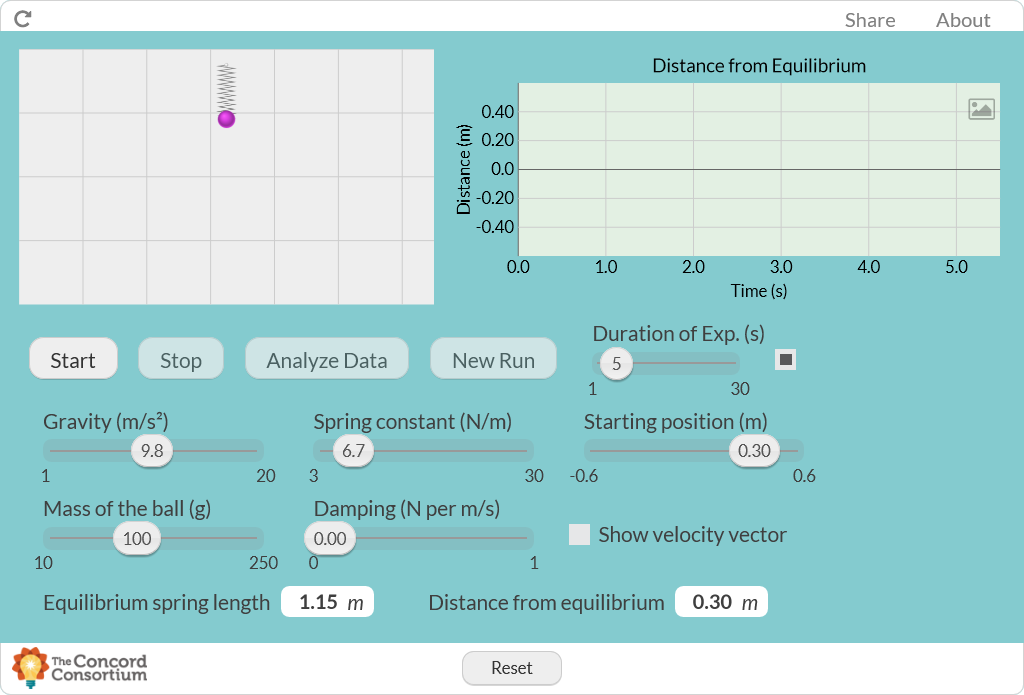 Share About
Distance from Equilibrium
0.40
0.20
0.0
-0.20
-0.40
Distance (m)
0.0 1.0 2.0 3.0 4.0 5.0
Time (s)
Start Stop Analyze Data New Run
Duration of Exp. (s)
5
1 30
Gravity (m/s²) Spring constant (N/m) Starting position (m)
9.8 6.7 0.30
1 20 3 30 -0.6 0.6
Mass of the ball (g) Damping (N per m/s)
100 0.00
Show velocity vector
10 250 0 1
Equilibrium spring length 1.15 m Distance from equilibrium 0.30 m
The Concord
Consortium
Reset